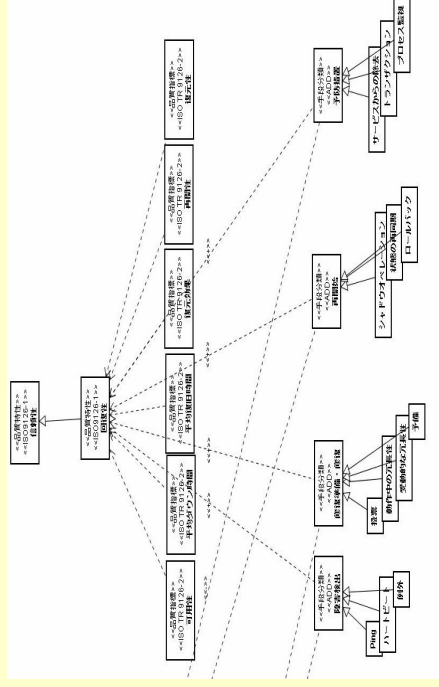 <<品質特性>>
<<ISO9126-1>>
信頼性
<<品質特性>>
<<ISO9126-1>>
回復性
<<品質指標>>
<<ISO TR 9126-2>>
可用性
<<品質指標>>
<<ISO TR 9126-2>>
平均ダウン時間
<<品質指標>>
<<ISO TR 9126-2>>
平均復旧時間
<<品質指標>>
<<ISO TR 9126-2>>
復元効果
<<品質指標>>
<<ISO TR 9126-2>>
再開性
<<品質指標>>
<<ISO TR 9126-2>>
復元性
<<手段分類>>
<<ADD>>
障害検出
<<手段分類>>
<<ADD>>
修復準備・修復
<<手段分類>>
<<ADD>>
再開始
<<手段分類>>
<<ADD>>
予防措置
Ping
ハートビート
例外
投票
動作中の冗長性
受動的な冗長性
予備
シャドウオペレーション
状態の再同期
ロールバック
サービスからの除去
トランザクション
プロセス監視